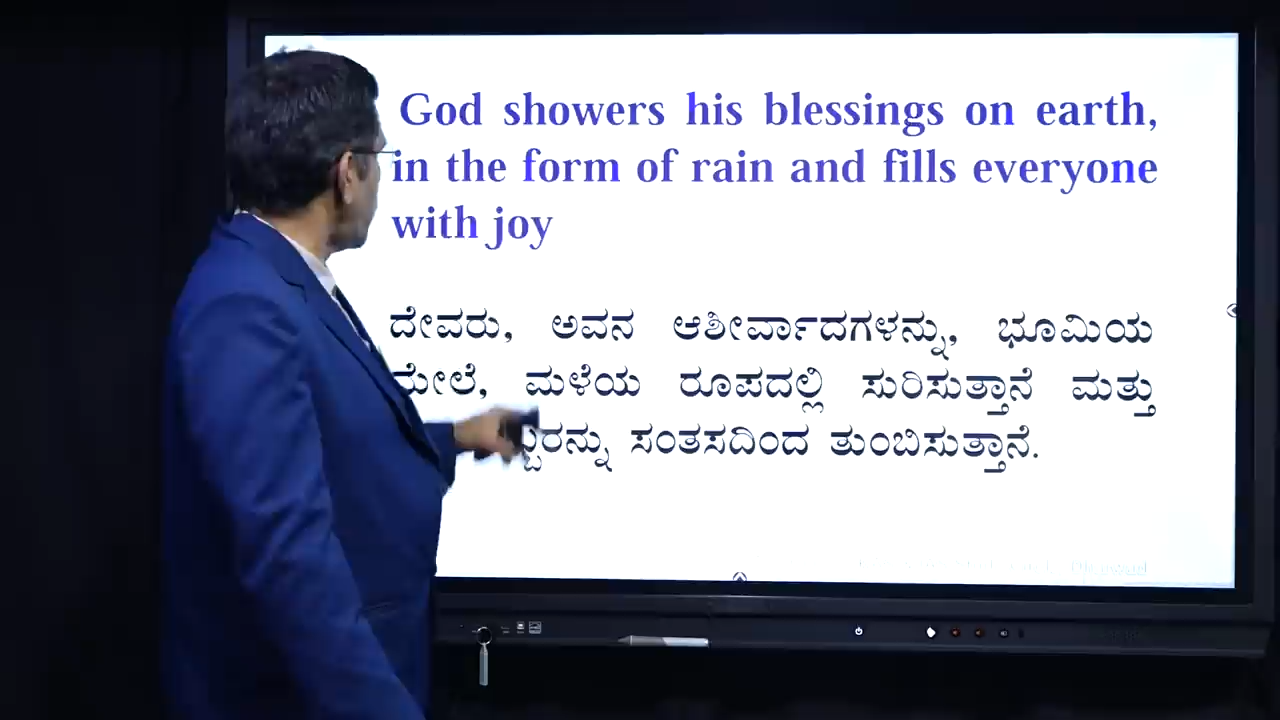 God showers his blessings on earth,
in the form of rain and fills everyone
with joy
ದೇವರು, ಅವನ ಆಶೀರ್ವಾದಗಳನ್ನು, ಭೂಮಿಯ
ಮೇಲೆ, ಮಳೆಯ ರೂಪದಲ್ಲಿ ಸುರಿಸುತ್ತಾನೆ ಮತ್ತು
ಸಂತಸದಿಂದ ತುಂಬಿಸುತ್ತಾನೆ.